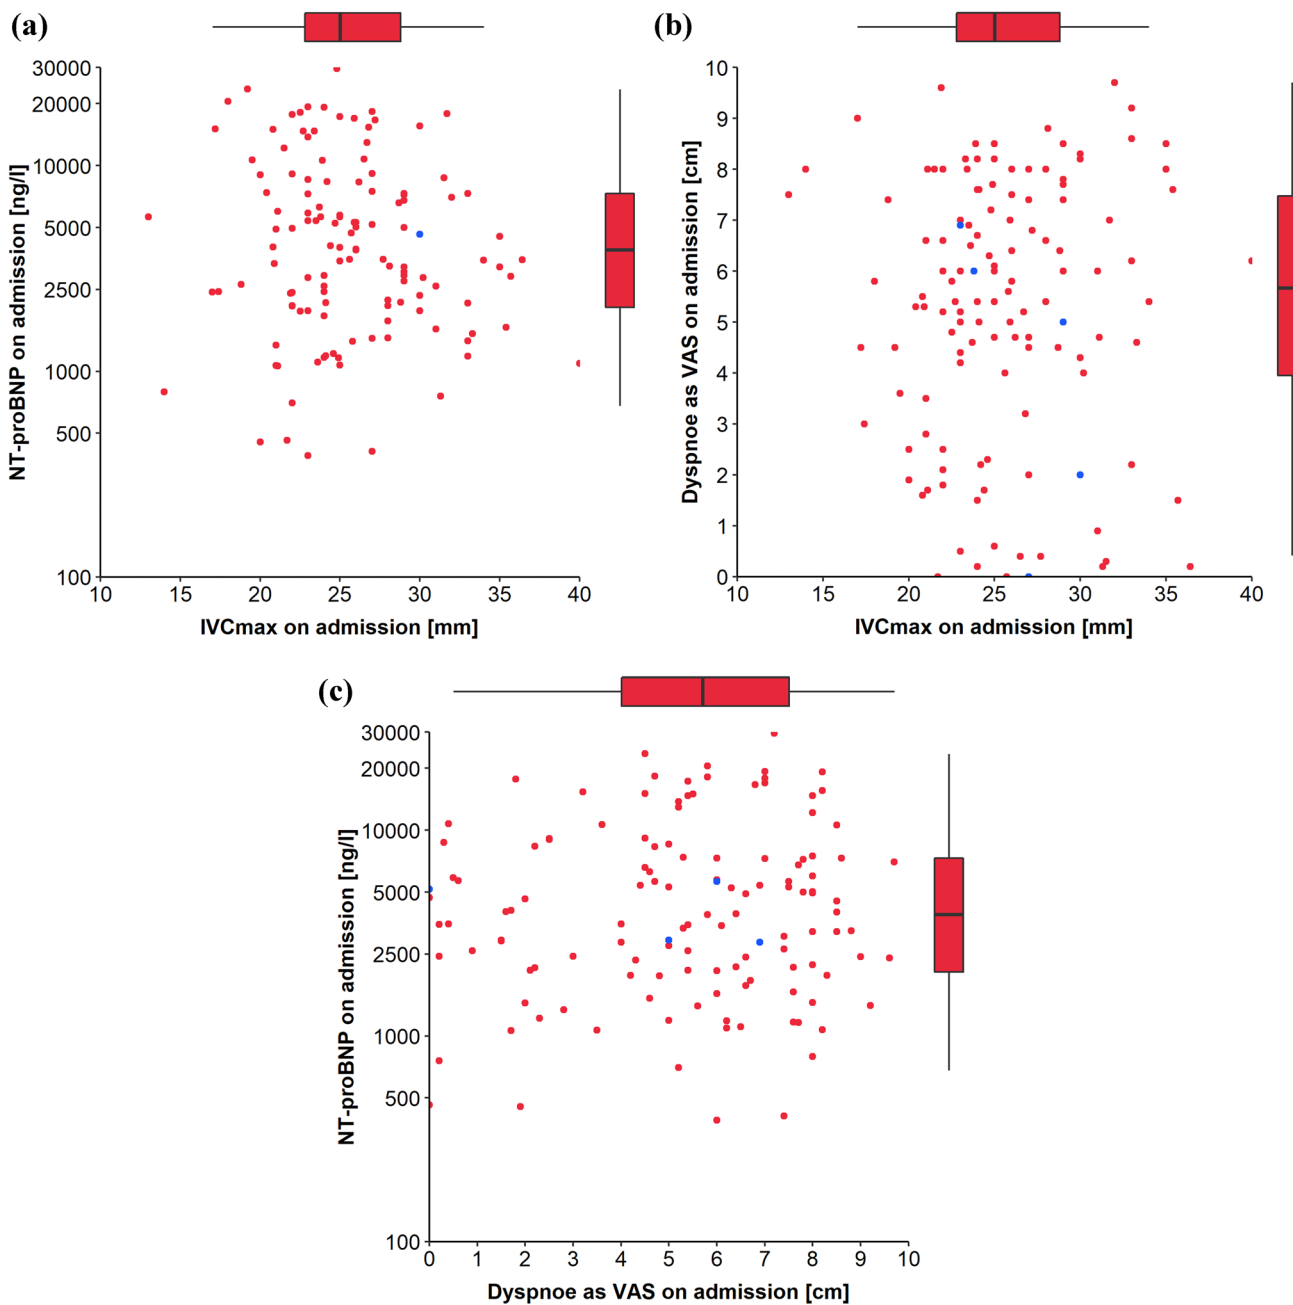 (a)
NT-proBNP on admission [ng/l]
30000
20000
10000
5000
2500
1000
500
100
10 15 20 25 30 35 40
IVCmax on admission [mm]
(b)
Dyspnoe as VAS on admission [cm]
10
9
8
7
6
5
4
3
2
1
0
10 15 20 25 30 35 40
IVCmax on admission [mm]
(c)
NT-proBNP on admission [ng/l]
30000
20000
10000
5000
2500
1000
500
100
0 1 2 3 4 5 6 7 8 9 10
Dyspnoe as VAS on admission [cm]